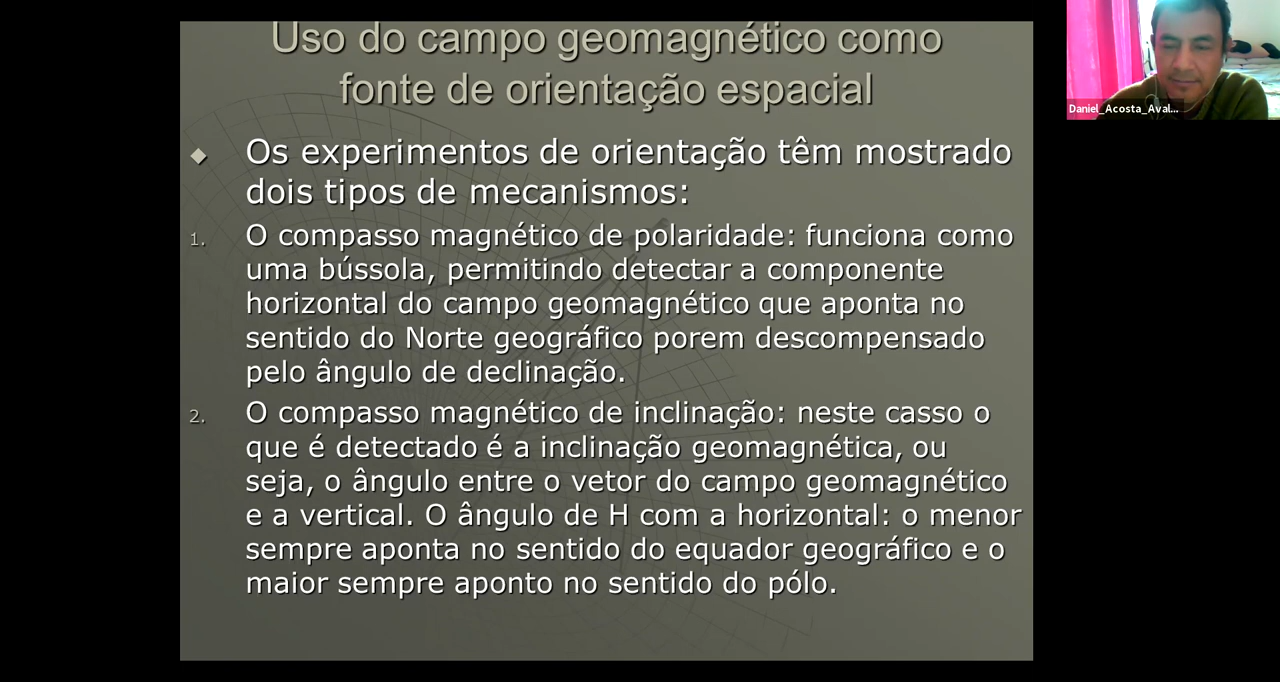 Uso do campo geomagnético como
fonte de orientação espacial
Os experimentos de orientação têm mostrado
dois tipos de mecanismos:
1. O compasso magnético de polaridade: funciona como
uma bússola, permitindo detectar a componente
horizontal do campo geomagnético que aponta no
sentido do Norte geográfico porem descompensado
pelo ângulo de declinação.
2. O compasso magnético de inclinação: neste casso o
que é detectado é a inclinação geomagnética, ou
seja, o ângulo entre o vetor do campo geomagnético
e a vertical. O ângulo de H com a horizontal: o menor
sempre aponta no sentido do equador geográfico e o
maior sempre aponto no sentido do pólo.
Daniel_Acosta_Aval...